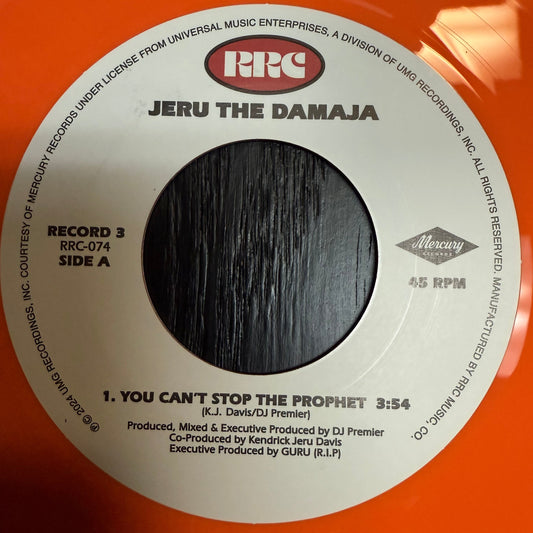 ℗ © 2024 UMG RECORDINGS, INC. COURTESY OF MERCURY RECORDS UNDER LICENSE FROM UNIVERSAL MUSIC ENTERPRISES, A DIVISION OF UMG RECORDINGS, INC. ALL RIGHTS RESERVED. MANUFACTURED BY RRC MUSIC, CO.
RRC
JERU THE DAMAJA
RECORD 3
RRC-074
SIDE A
Mercury
RECORDS
45 RPM
1. YOU CAN'T STOP THE PROPHET 3:54
(K.J. Davis/DJ Premier)
Produced, Mixed & Executive Produced by DJ Premier
Co-Produced by Kendrick Jeru Davis
Executive Produced by GURU (R.I.P)